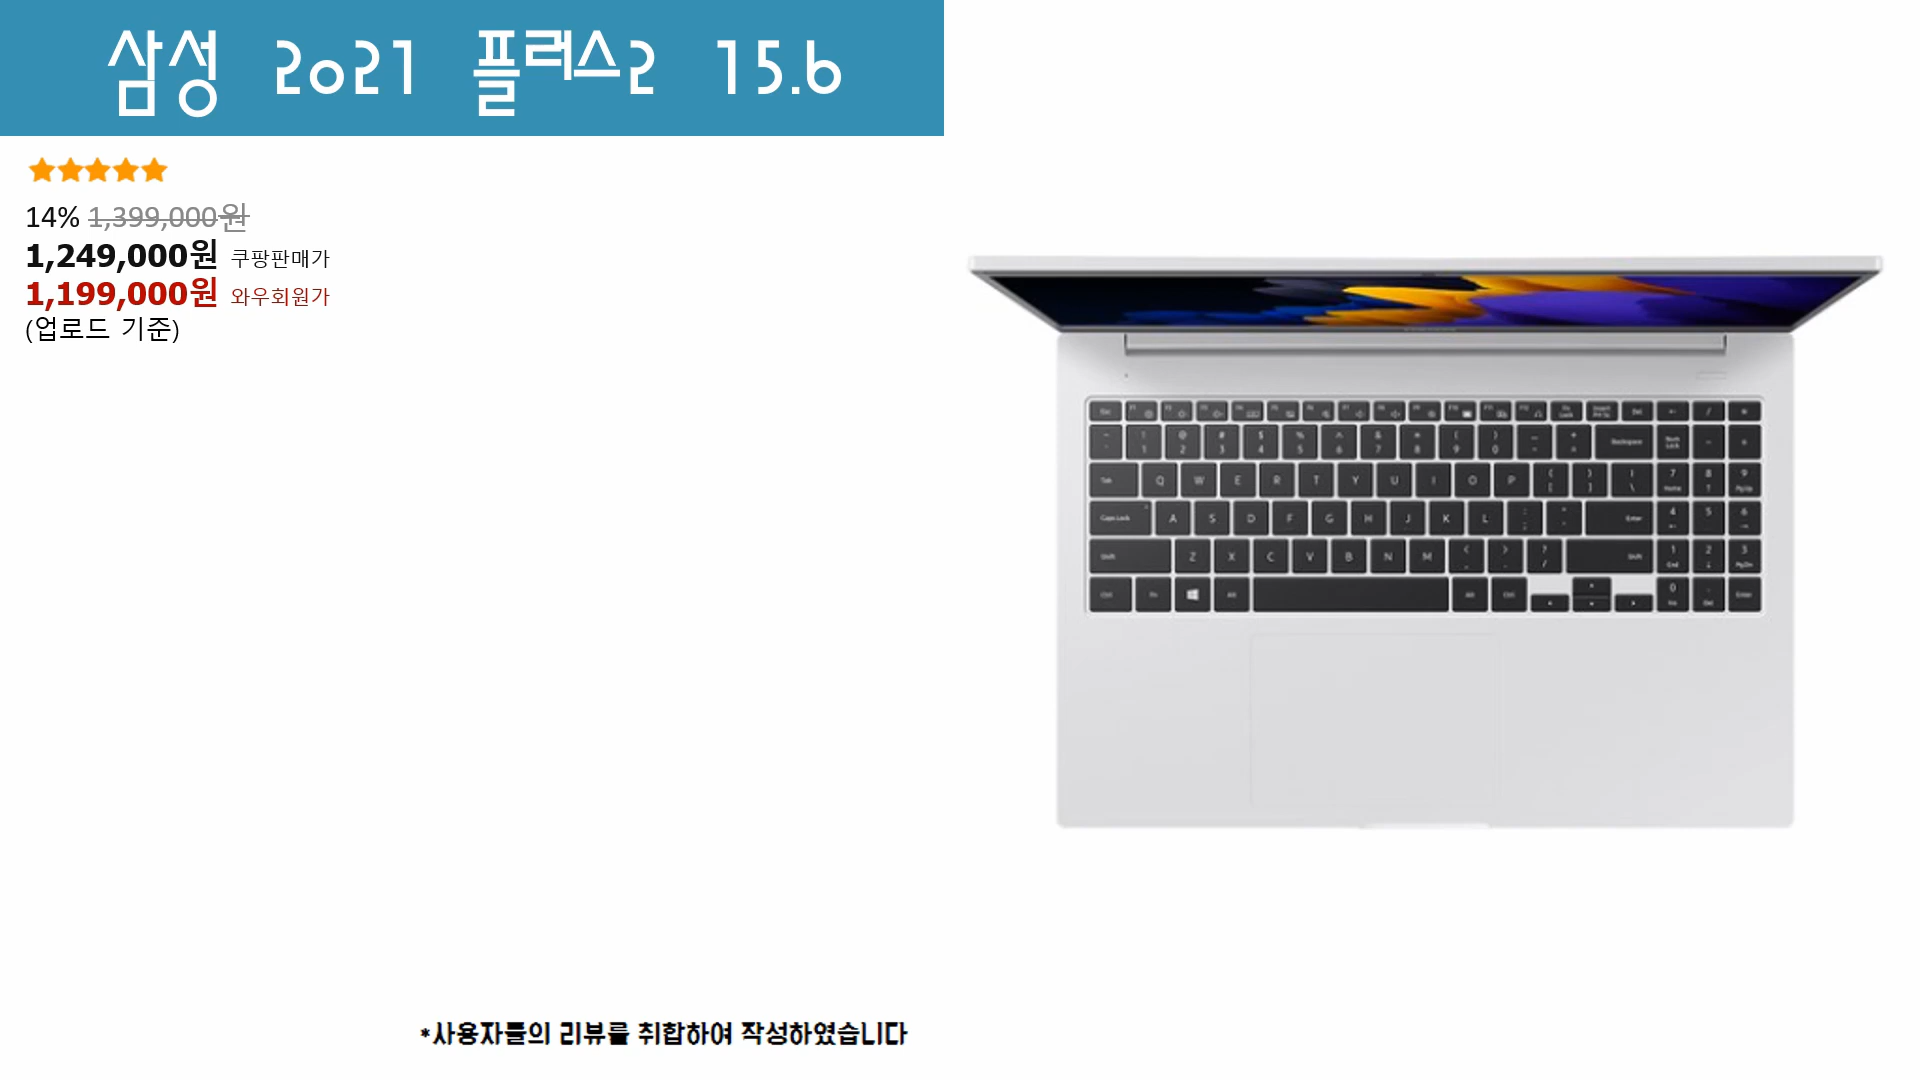 삼성 2021 플러스2 15.6
14% 1,399,000원
1,249,000원 쿠팡판매가
1,199,000원 와우회원가
(업로드 기준)
Q W E R T Y U I O P
A S D F G H J K L
Z X C V B N M
*사용자들의 리뷰를 취합하여 작성하였습니다